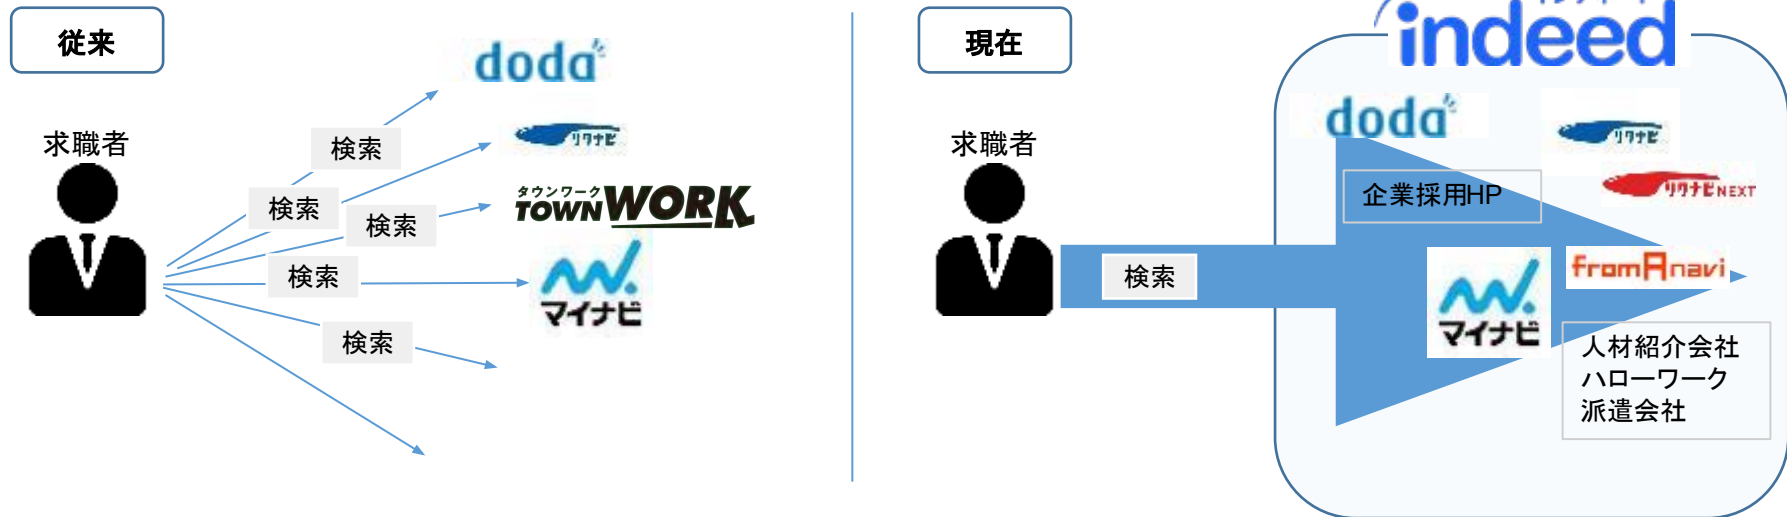 従来
求職者
検索
検索
検索
検索
検索
doda
リクナビ
タウンワーク
TOWNWORK
マイナビ
現在
求職者
検索
indeed
doda
リクナビ
企業採用HP
リクナビNEXT
fromAnavi
マイナビ
人材紹介会社
ハローワーク
派遣会社